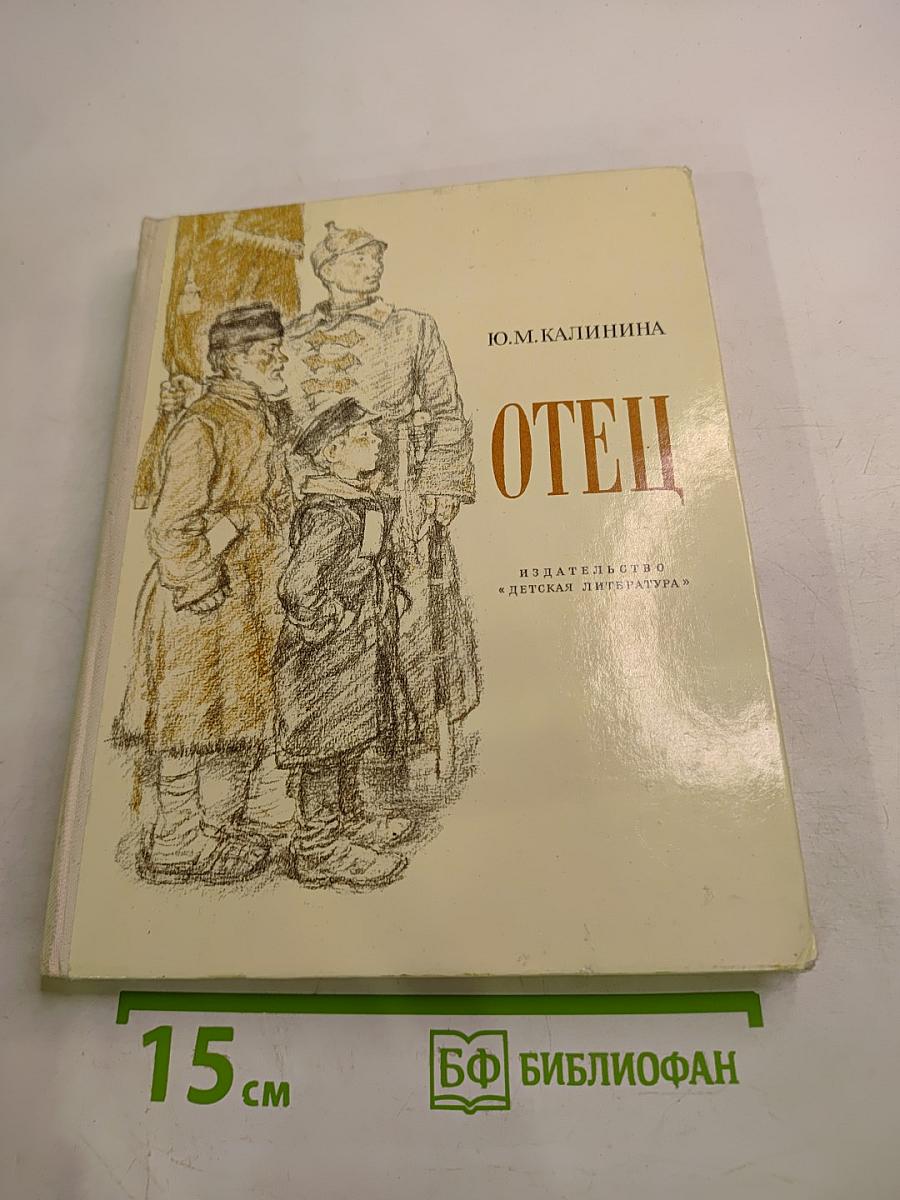 Ю.М.КАЛИНИНА
ОТЕЦ
ИЗДАТЕЛЬСТВО
«ДЕТСКАЯ ЛИТЕРАТУРА»
15 см
БФ БИБЛИОФАН